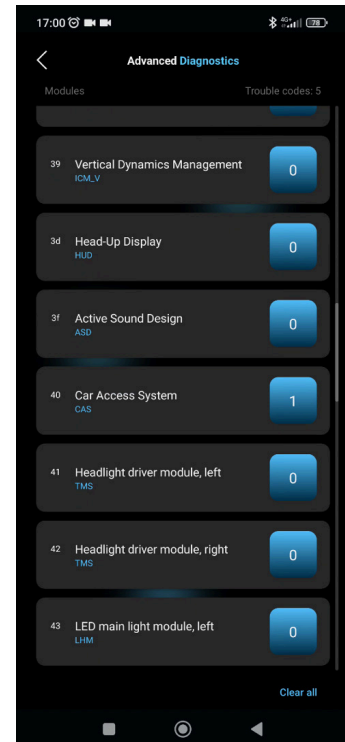 17:00
4G+
78
Advanced Diagnostics
Modules
Trouble codes: 5
39 Vertical Dynamics Management 0
ICM_V
3d Head-Up Display 0
HUD
3f Active Sound Design 0
ASD
40 Car Access System 1
CAS
41 Headlight driver module, left 0
TMS
42 Headlight driver module, right 0
TMS
43 LED main light module, left 0
LHM
Clear all